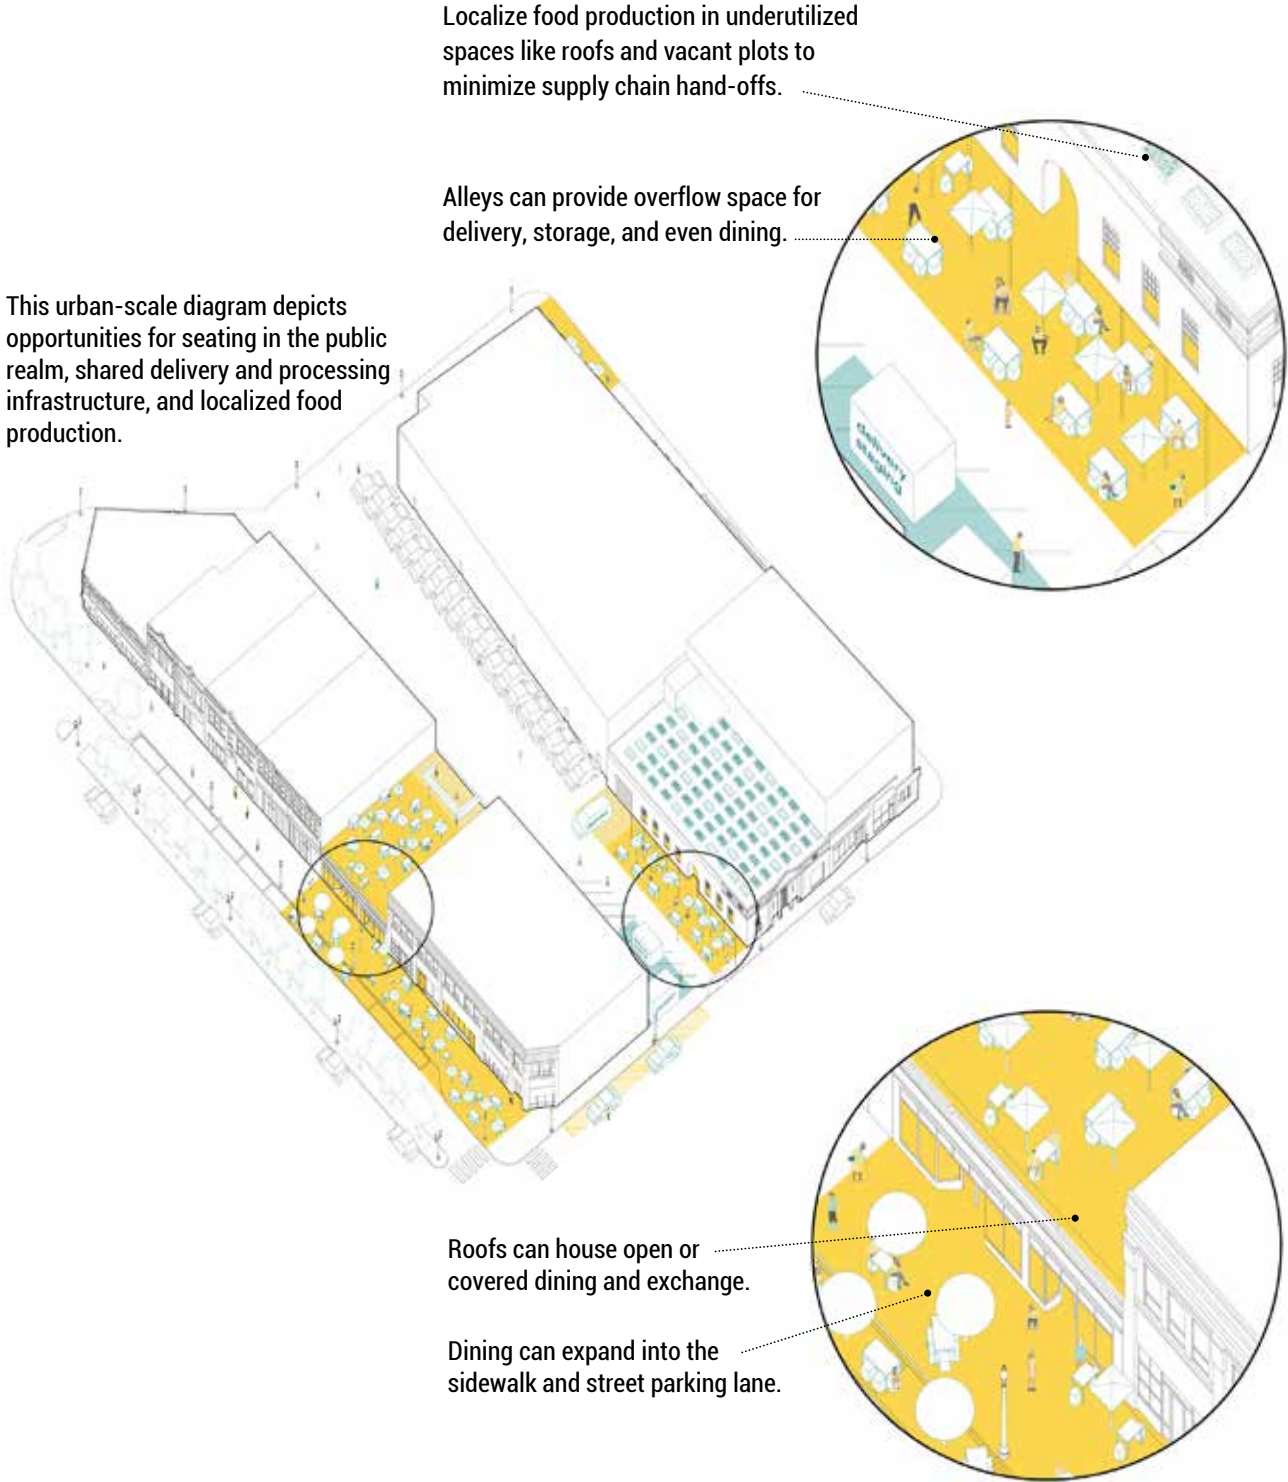 Localize food production in underutilized
spaces like roofs and vacant plots to
minimize supply chain hand-offs.
Alleys can provide overflow space for
delivery, storage, and even dining.
This urban-scale diagram depicts
opportunities for seating in the public
realm, shared delivery and processing
infrastructure, and localized food
production.
delivery
staging
Roofs can house open or
covered dining and exchange.
Dining can expand into the
sidewalk and street parking lane.